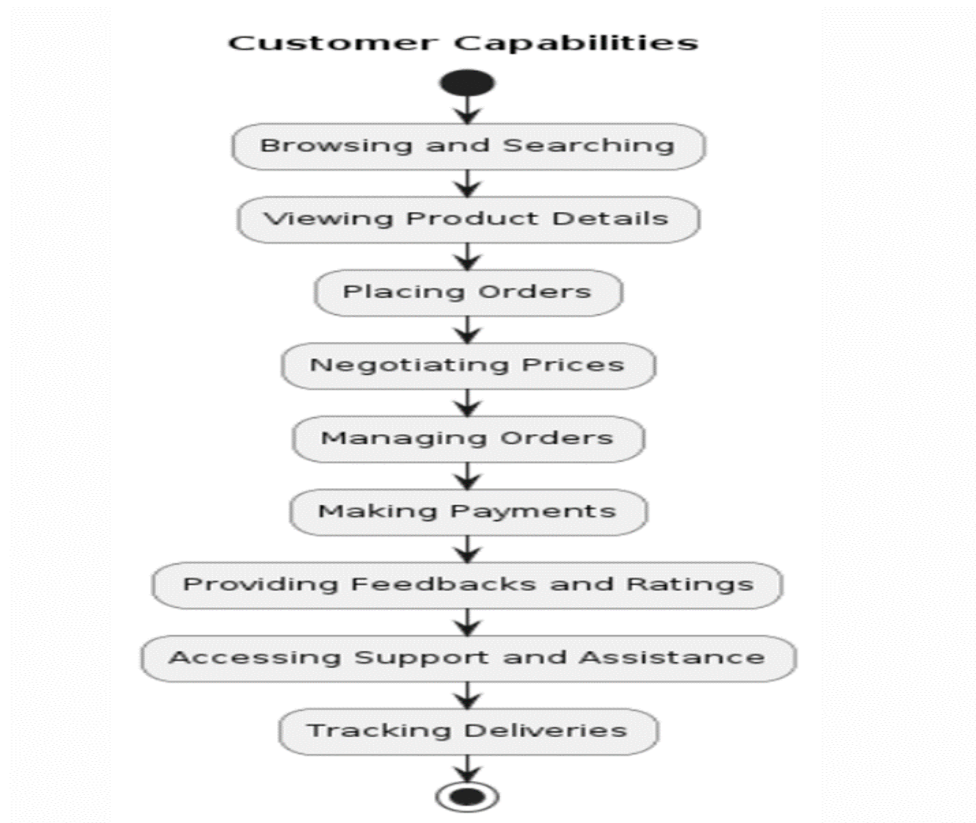 Customer Capabilities
Browsing and Searching
Viewing Product Details
Placing Orders
Negotiating Prices
Managing Orders
Making Payments
Providing Feedbacks and Ratings
Accessing Support and Assistance
Tracking Deliveries